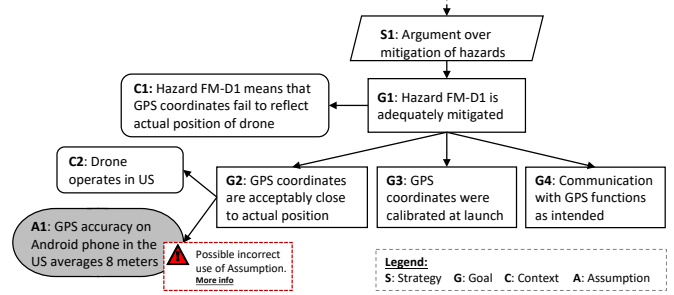 S1: Argument over
mitigation of hazards
C1: Hazard FM-D1 means that
GPS coordinates fail to reflect
actual position of drone
G1: Hazard FM-D1 is
adequately mitigated
C2: Drone
operates in US
G2: GPS coordinates
are acceptably close
to actual position
G3: GPS
coordinates were
calibrated at launch
G4: Communication
with GPS functions
as intended
A1: GPS accuracy on
Android phone in the
US averages 8 meters
Possible incorrect
use of Assumption.
More info
Legend:
S: Strategy G: Goal C: Context A: Assumption